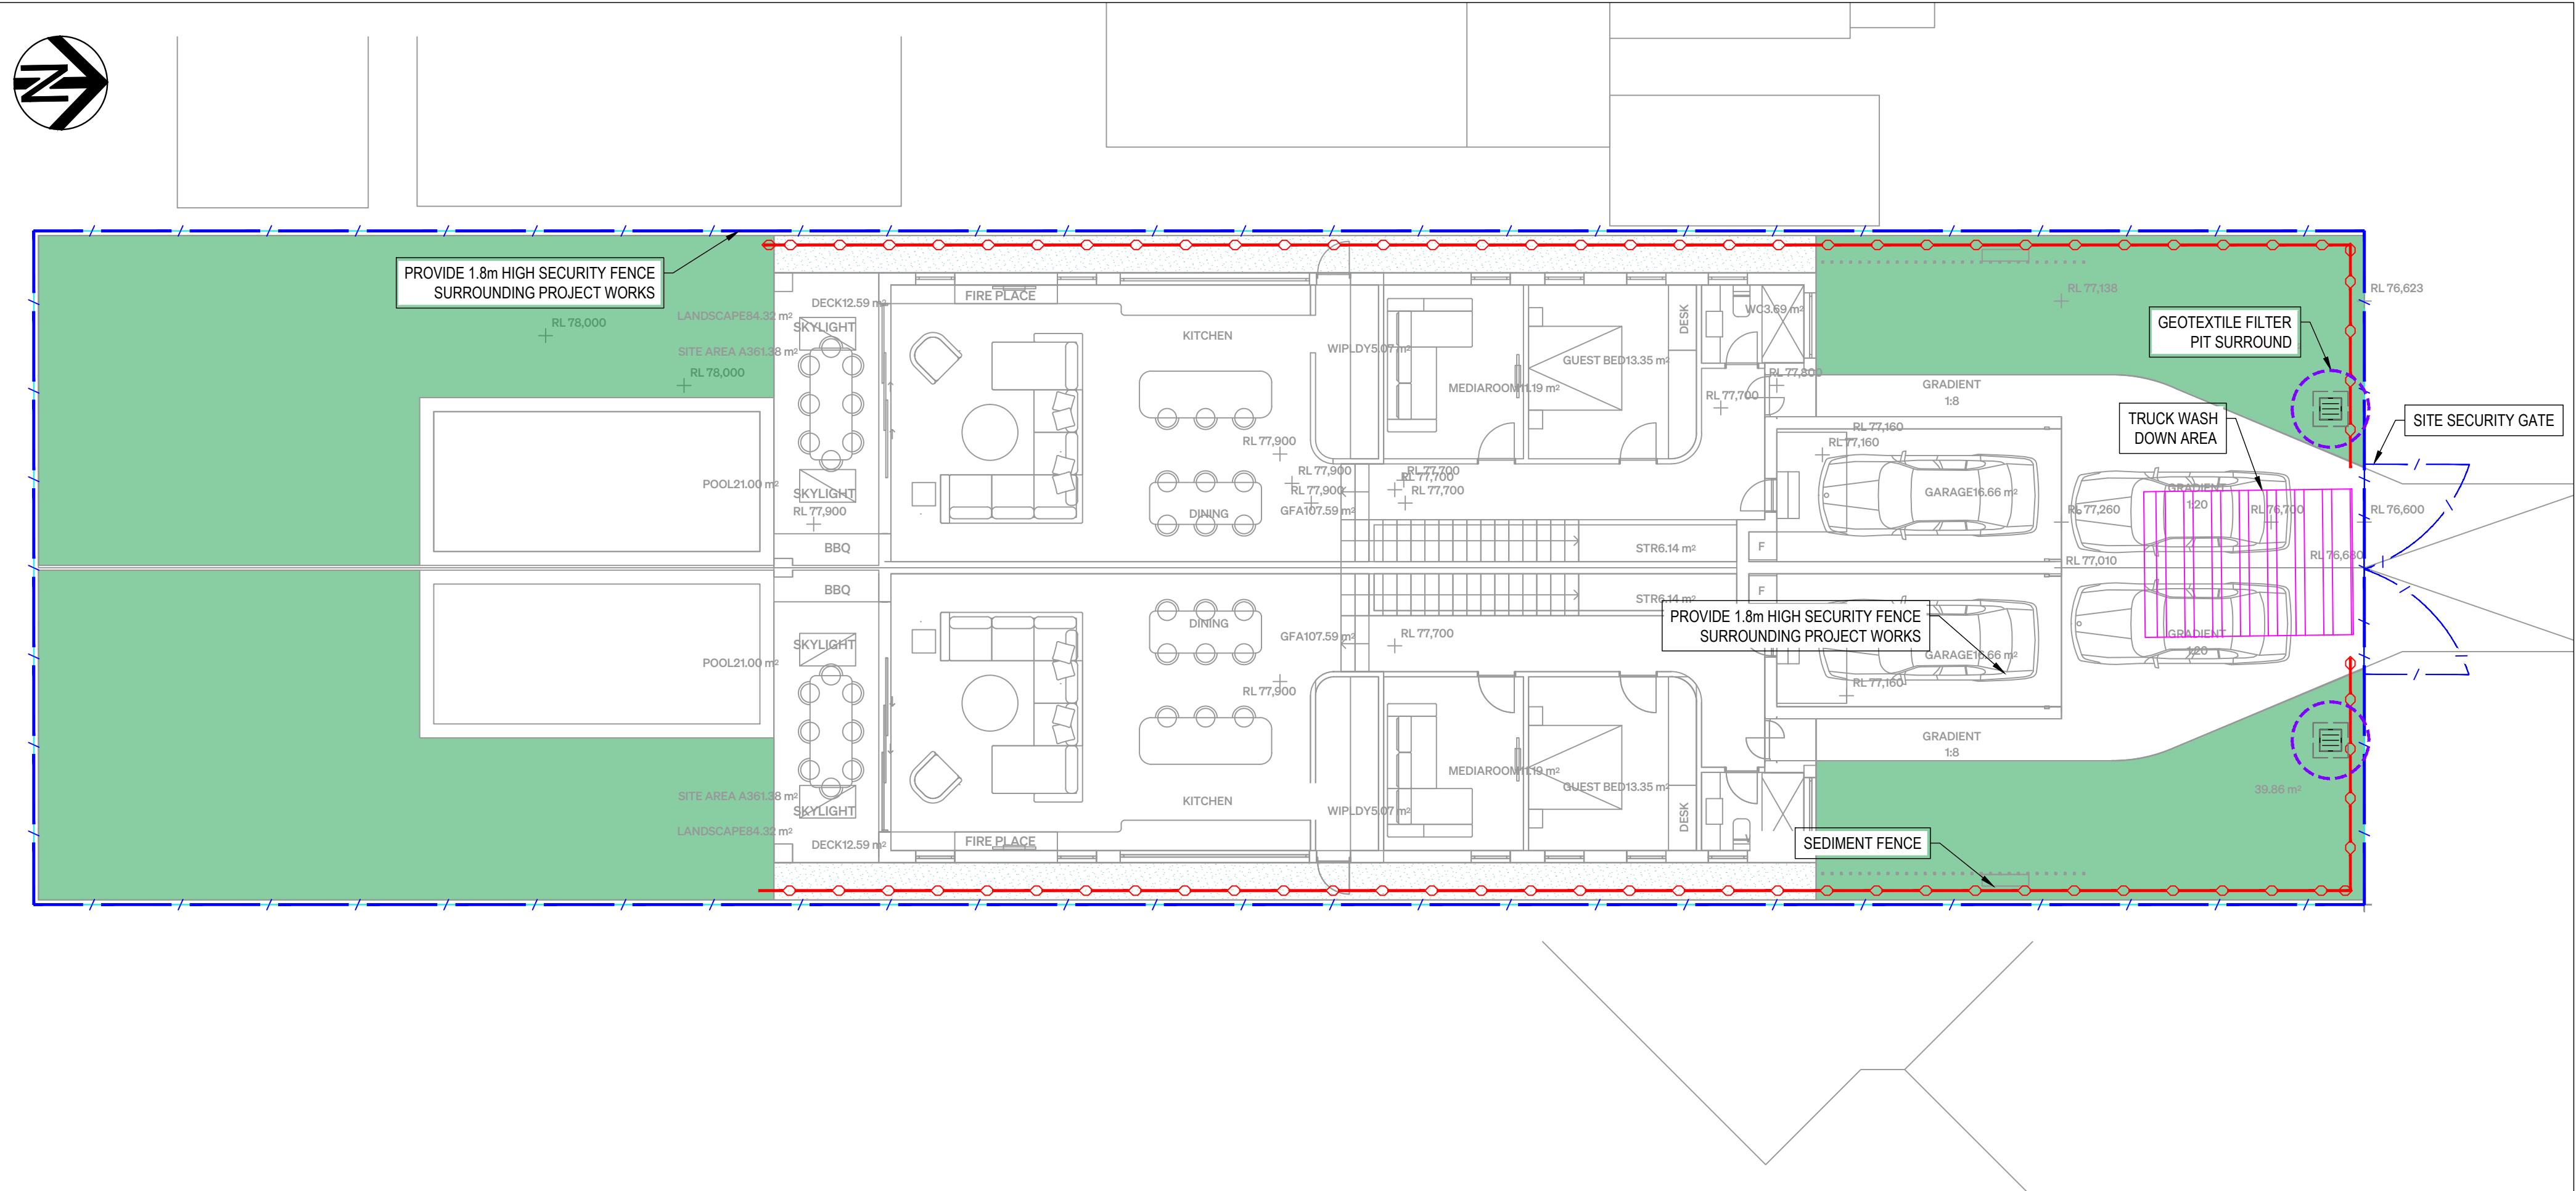 N
PROVIDE 1.8m HIGH SECURITY FENCE
SURROUNDING PROJECT WORKS
RL 78,000
LANDSCAPE84.32 m²
SITE AREA A361.38 m²
RL 78,000
POOL21.00 m²
DECK12.59 m²
SKYLIGHT
SKYLIGHT
RL 77,900
BBQ
FIRE PLACE
KITCHEN
DINING
RL 77,900
RL 77,900
RL 77,900
GFA107.59 m²
WIPLDY5.07 m²
MEDIAROOM11.19 m²
RL 77,700
RL 77,700
RL 77,700
GUEST BED13.35 m²
DESK
WC3.69 m²
RL 77,700
STR6.14 m²
F
RL 77,160
RL 77,160
GARAGE16.66 m²
GRADIENT
1:8
RL 77,138
RL 76,623
GEOTEXTILE FILTER
PIT SURROUND
TRUCK WASH
DOWN AREA
SITE SECURITY GATE
GRADIENT
1:20
RL 77,260
RL 76,700
RL 76,600
RL 77,010
POOL21.00 m²
SITE AREA A361.38 m²
LANDSCAPE84.32 m²
BBQ
SKYLIGHT
SKYLIGHT
DECK12.59 m²
FIRE PLACE
DINING
KITCHEN
RL 77,900
GFA107.59 m²
RL 77,700
WIPLDY5.07 m²
MEDIAROOM11.19 m²
GUEST BED13.35 m²
DESK
STR6.14 m²
F
PROVIDE 1.8m HIGH SECURITY FENCE
SURROUNDING PROJECT WORKS
GARAGE16.66 m²
RL 77,160
GRADIENT
1:20
GRADIENT
1:8
39.86 m²
SEDIMENT FENCE